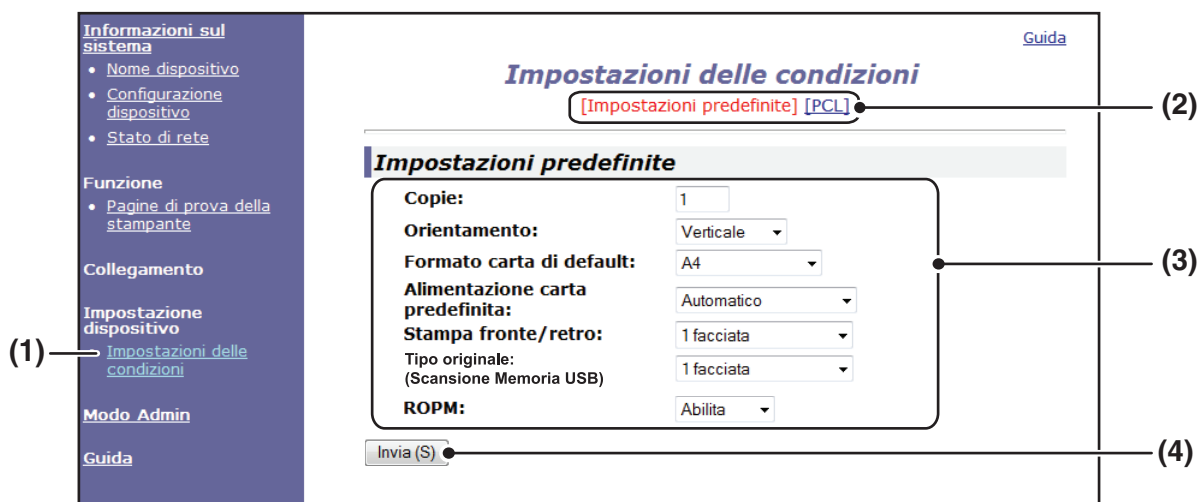 Informazioni sul
sistema
• Nome dispositivo
• Configurazione
dispositivo
• Stato di rete
Funzione
• Pagine di prova della
stampante
Collegamento
Impostazione
dispositivo
(1)
• Impostazioni delle
condizioni
Modo Admin
Guida
Guida
Impostazioni delle condizioni
[Impostazioni predefinite] [PCL]
(2)
Impostazioni predefinite
Copie: 1
Orientamento: Verticale
Formato carta di default: A4
(3)
Alimentazione carta
predefinita: Automatico
Stampa fronte/retro: 1 facciata
Tipo originale:
(Scansione Memoria USB) 1 facciata
ROPM: Abilita
Invia (S)
(4)